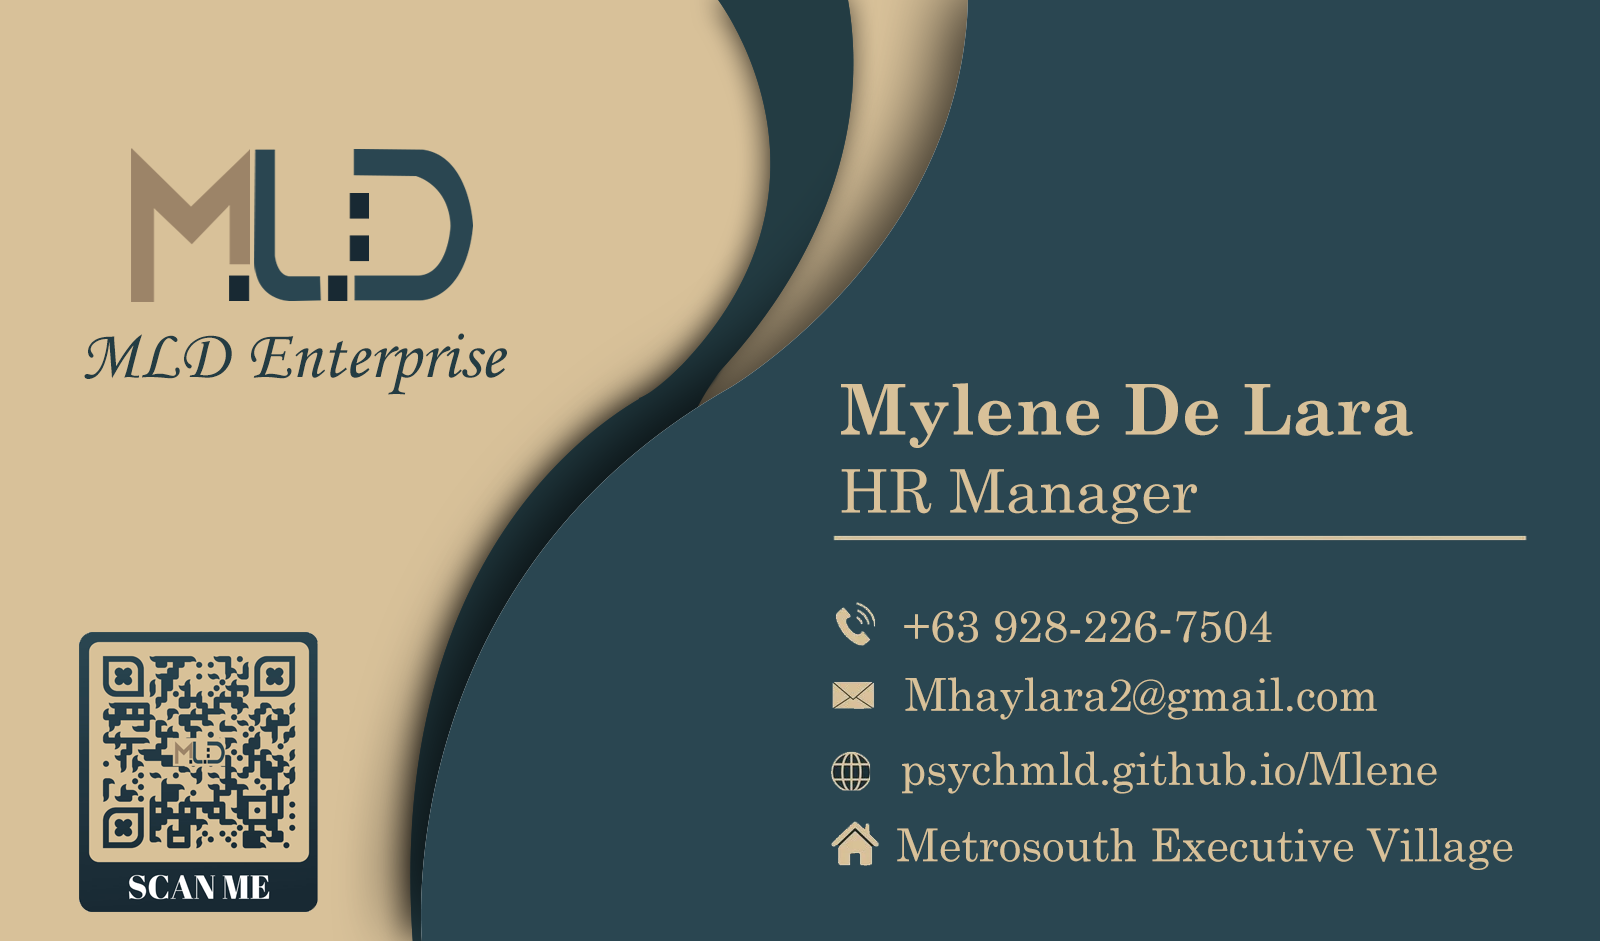 MLD
MLD Enterprise
Mylene De Lara
HR Manager
+63 928-226-7504
Mhaylara2@gmail.com
psychmld.github.io/Mlene
Metrosouth Executive Village
MLD
SCAN ME